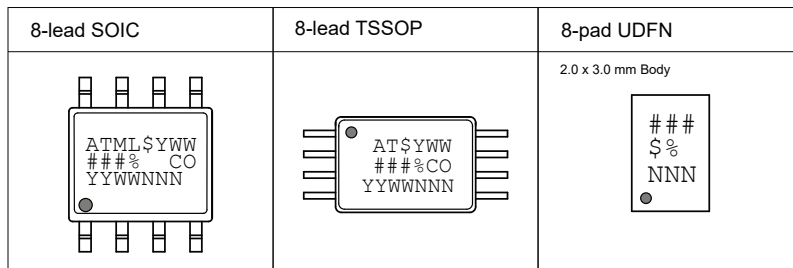 8-lead SOIC
8-lead TSSOP
8-pad UDFN
2.0 x 3.0 mm Body
ATML$YWW
###%  CO
YYWWNNN
AT$YWW
###%CO
YYWWNNN
###
$%
NNN